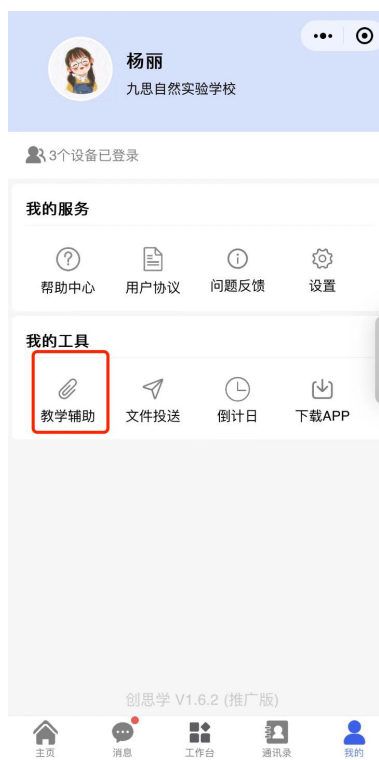 杨丽
九思自然实验学校
3个设备已登录
我的服务
帮助中心 用户协议 问题反馈 设置
我的工具
教学辅助 文件投送 倒计日 下载APP
创思学 V1.6.2 (推广版)
主页 消息 工作台 通讯录 我的